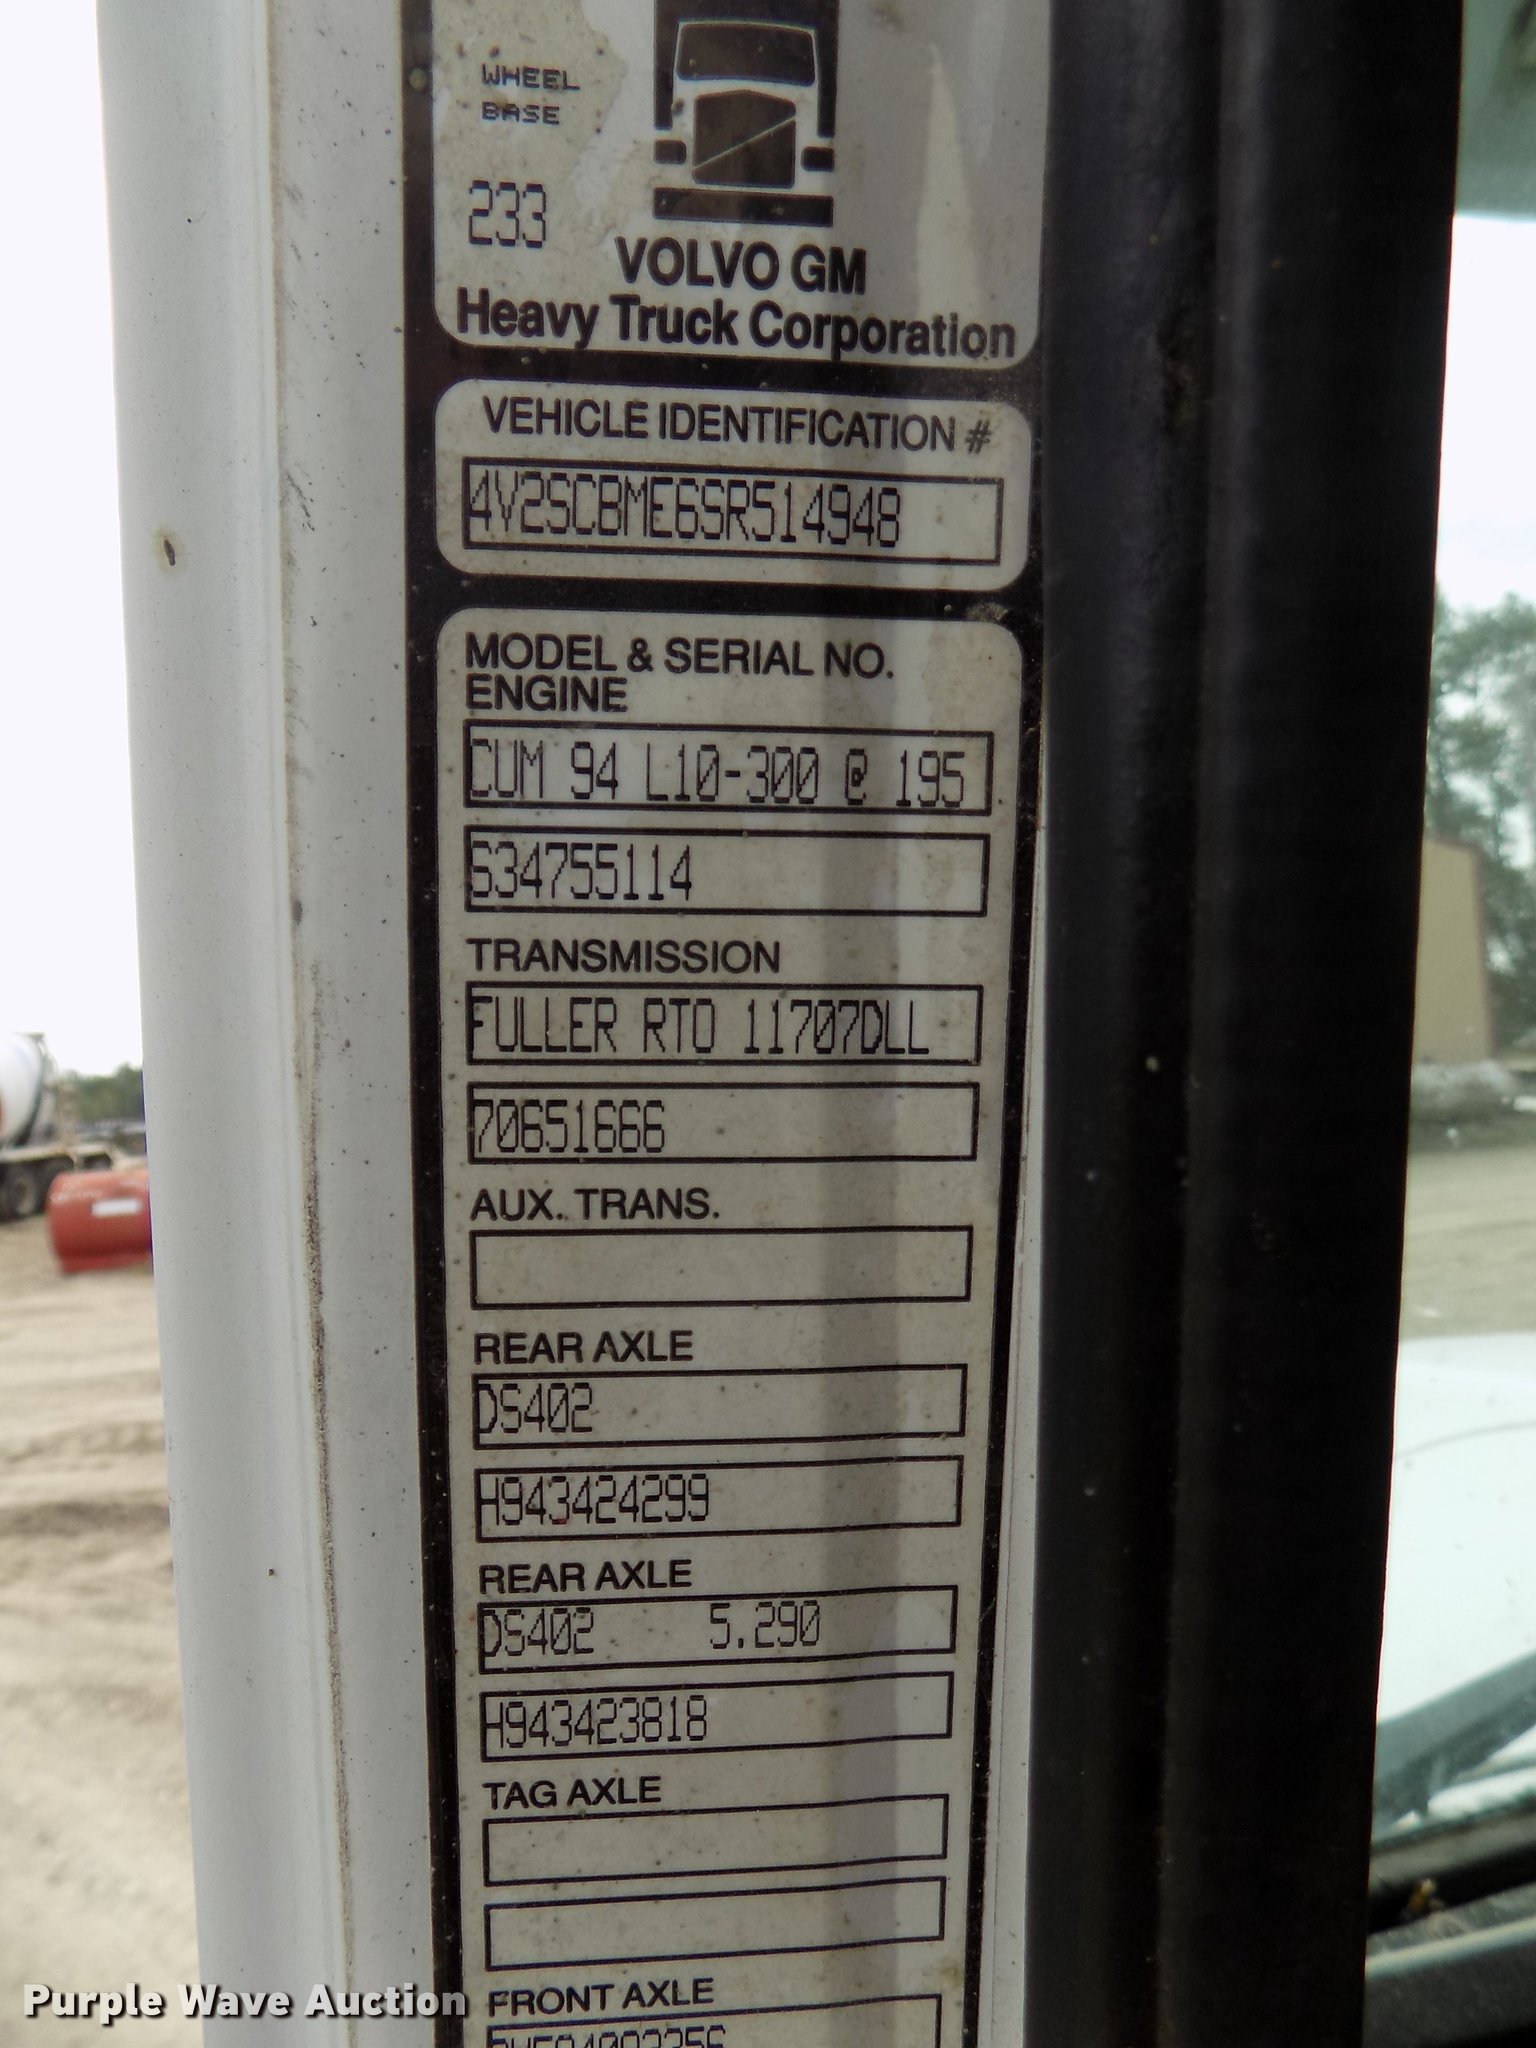 WHEEL
BASE
233
VOLVO GM
Heavy Truck Corporation
VEHICLE IDENTIFICATION #
4V2SCBME6SR514948
MODEL & SERIAL NO.
ENGINE
CUM 94 L10-300 @ 195
S34755114
TRANSMISSION
FULLER RTO 11707DLL
70651666
AUX. TRANS.
REAR AXLE
DS402
H943424299
REAR AXLE
DS402 5.290
H943423818
TAG AXLE
FRONT AXLE
Purple Wave Auction